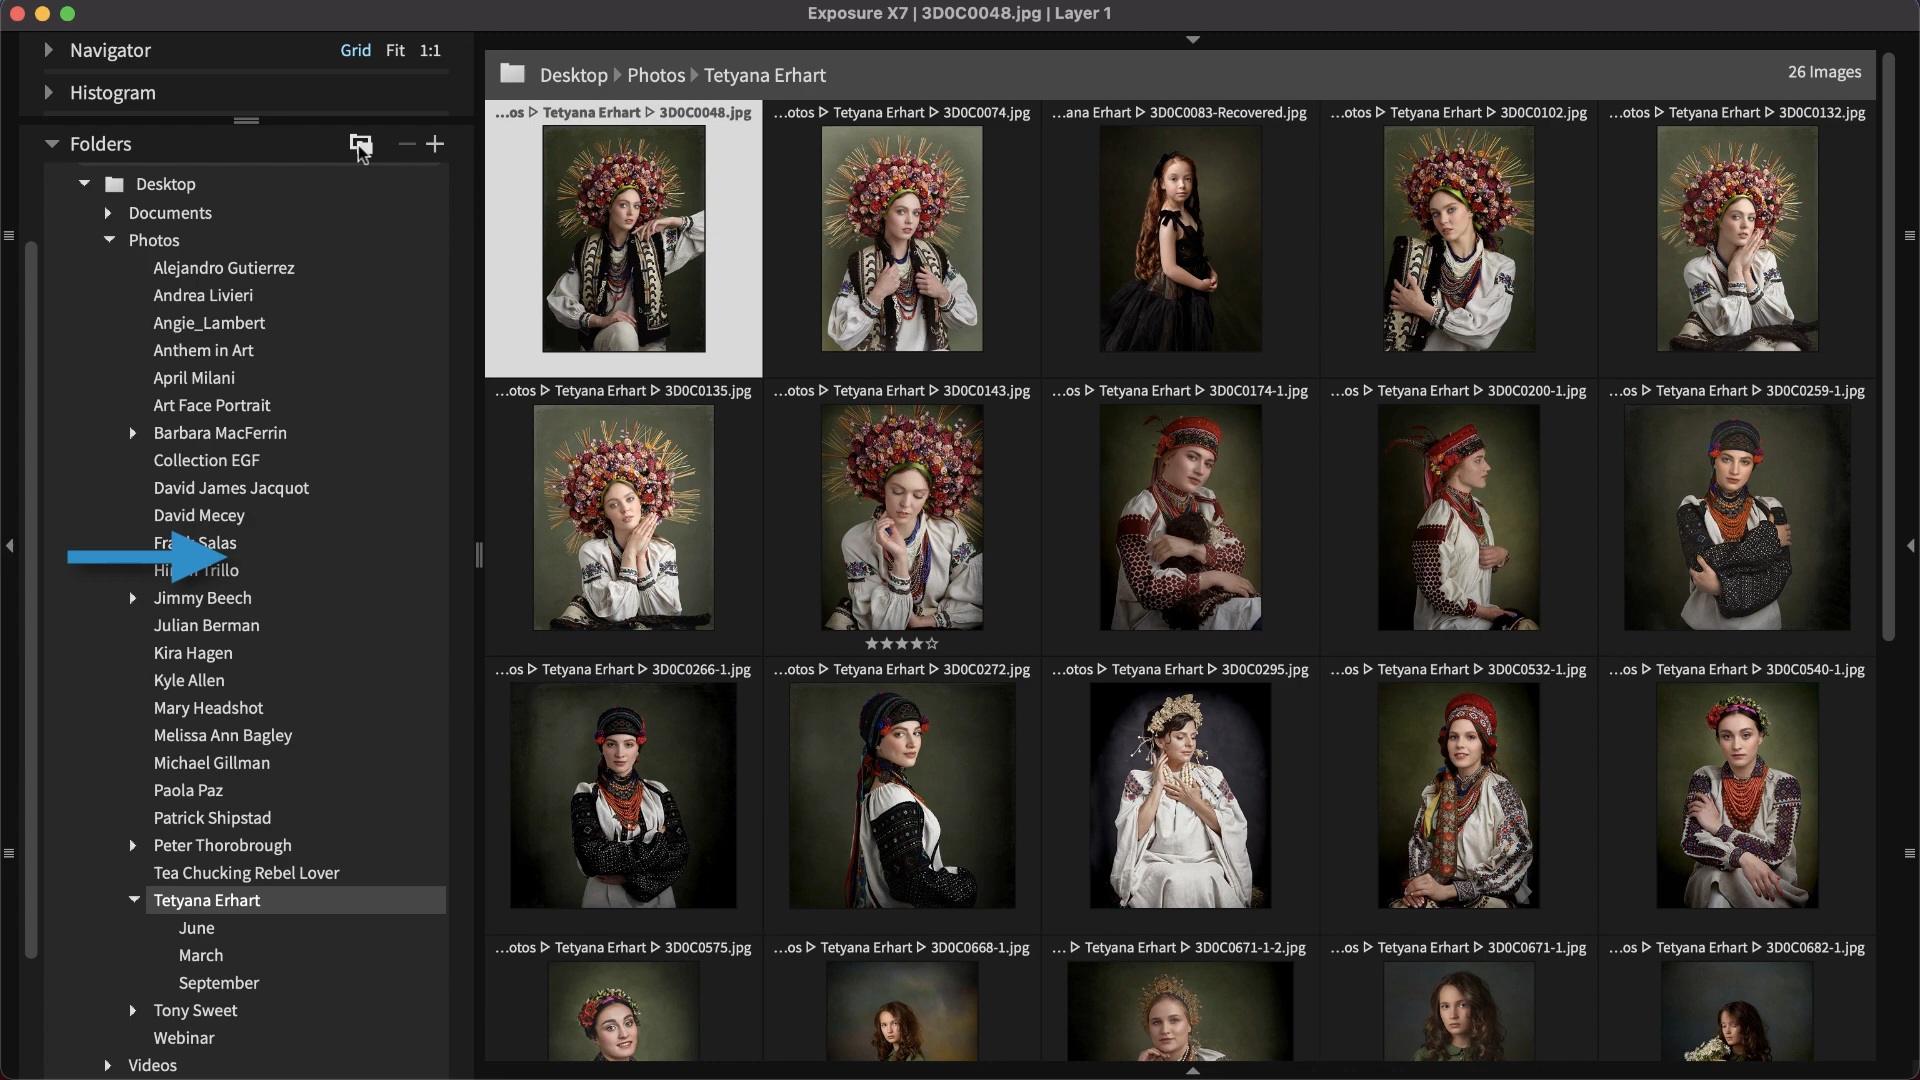 Exposure X7 | 3D0C0048.jpg | Layer 1
Navigator
Grid Fit 1:1
Histogram
Folders
Desktop
Documents
Photos
Alejandro Gutierrez
Andrea Livieri
Angie_Lambert
Anthem in Art
April Milani
Art Face Portrait
Barbara MacFerrin
Collection EGF
David James Jacquot
David Mecey
Salas
Trillo
Jimmy Beech
Julian Berman
Kira Hagen
Kyle Allen
Mary Headshot
Melissa Ann Bagley
Michael Gillman
Paola Paz
Patrick Shipstad
Peter Thorobrough
Tea Chucking Rebel Lover
Tetyana Erhart
June
March
September
Tony Sweet
Webinar
Videos
Desktop Photos Tetyana Erhart
26 Images
...os ▷ Tetyana Erhart ▷ 3D0C0048.jpg
...otos ▷ Tetyana Erhart ▷ 3D0C0074.jpg
...ana Erhart ▷ 3D0C0083-Recovered.jpg
...otos ▷ Tetyana Erhart ▷ 3D0C0102.jpg
...otos ▷ Tetyana Erhart ▷ 3D0C0132.jpg
...otos ▷ Tetyana Erhart ▷ 3D0C0135.jpg
...otos ▷ Tetyana Erhart ▷ 3D0C0143.jpg
...os ▷ Tetyana Erhart ▷ 3D0C0174-1.jpg
...os ▷ Tetyana Erhart ▷ 3D0C0200-1.jpg
...os ▷ Tetyana Erhart ▷ 3D0C0259-1.jpg
...os ▷ Tetyana Erhart ▷ 3D0C0266-1.jpg
...otos ▷ Tetyana Erhart ▷ 3D0C0272.jpg
...otos ▷ Tetyana Erhart ▷ 3D0C0295.jpg
...os ▷ Tetyana Erhart ▷ 3D0C0532-1.jpg
...os ▷ Tetyana Erhart ▷ 3D0C0540-1.jpg
...otos ▷ Tetyana Erhart ▷ 3D0C0575.jpg
...os ▷ Tetyana Erhart ▷ 3D0C0668-1.jpg
... ▷ Tetyana Erhart ▷ 3D0C0671-1-2.jpg
...os ▷ Tetyana Erhart ▷ 3D0C0671-1.jpg
...os ▷ Tetyana Erhart ▷ 3D0C0682-1.jpg